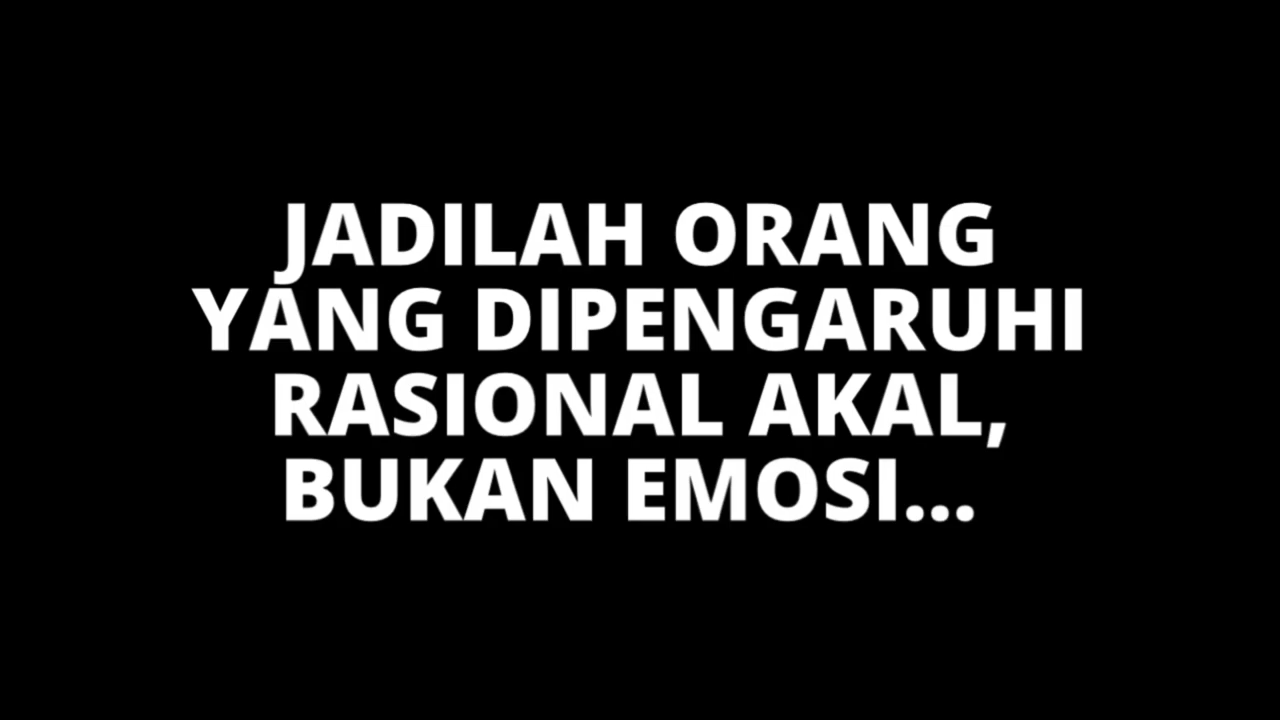 JADILAH ORANG
YANG DIPENGARUHI
RASIONAL AKAL,
BUKAN EMOSI...